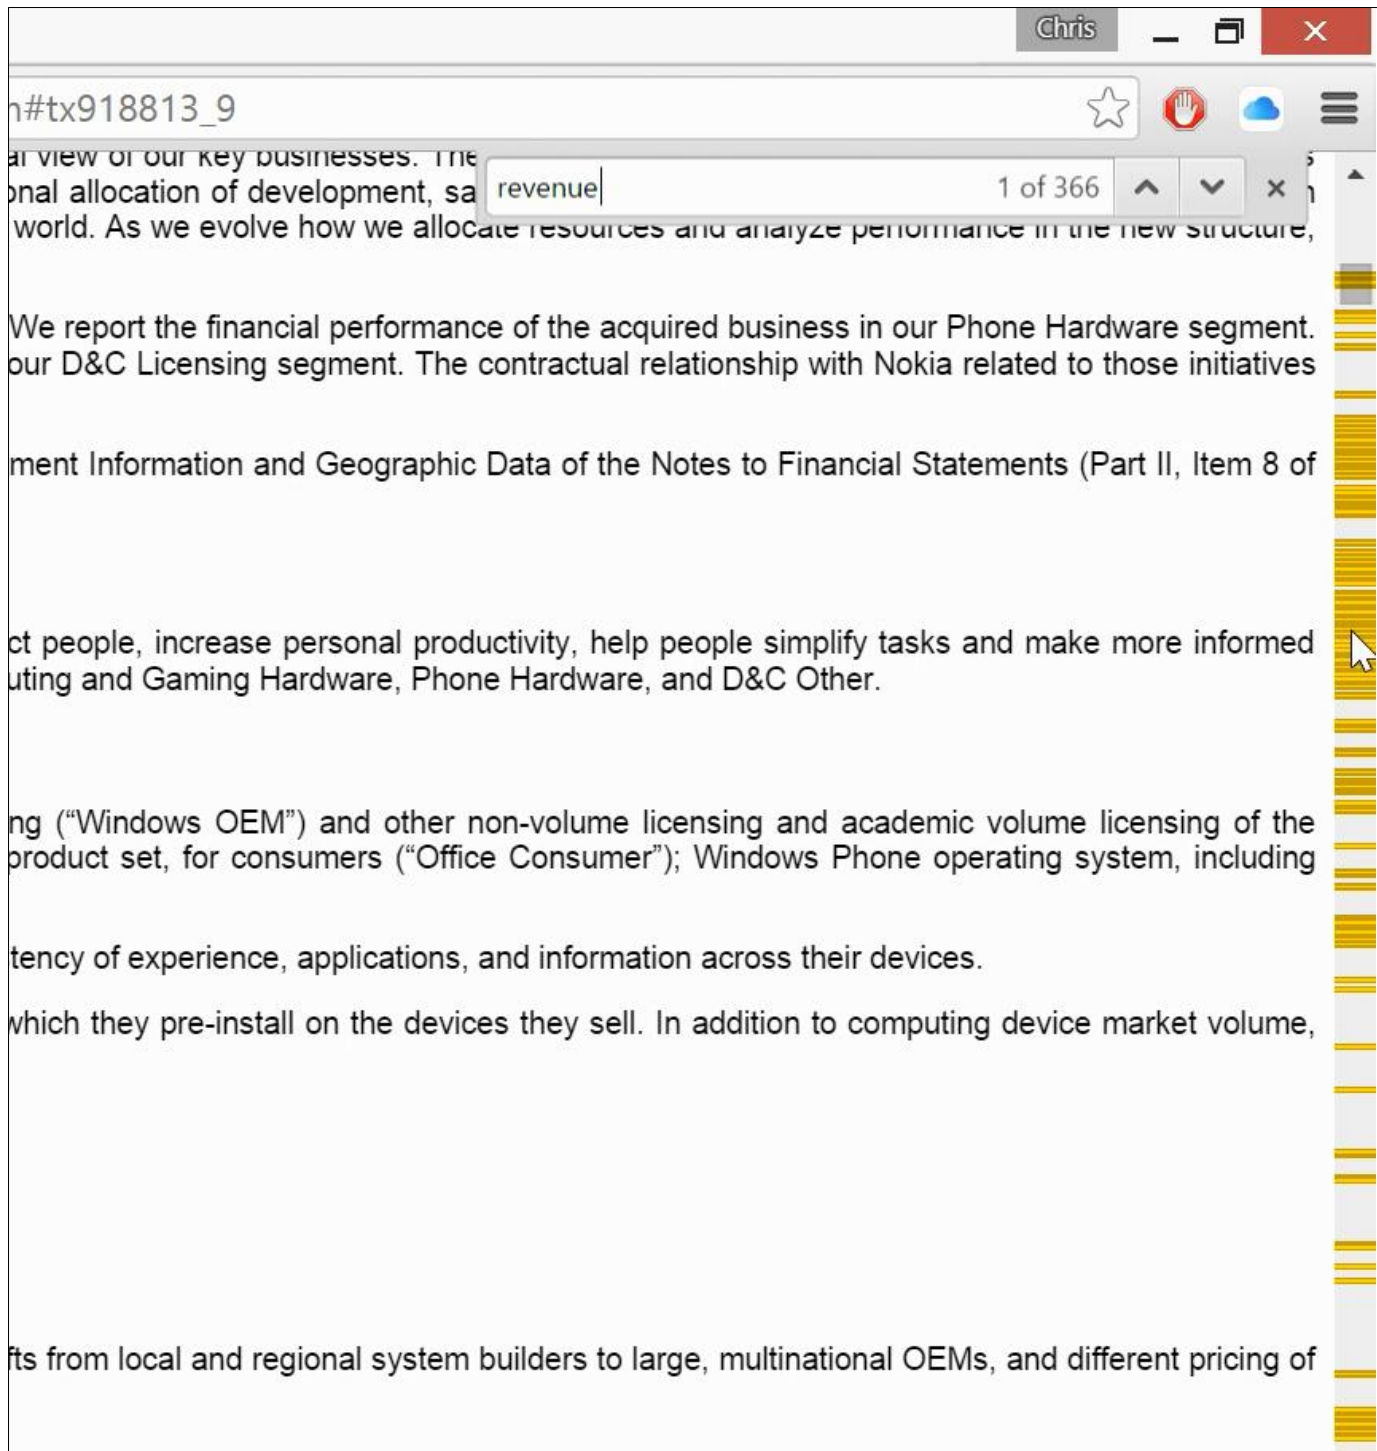 Chris
n#tx918813_9
al view of our key businesses. The
revenue
1 of 366
onal allocation of development, sa
world. As we evolve how we allocate resources and analyze performance in the new structure,
We report the financial performance of the acquired business in our Phone Hardware segment.
our D&C Licensing segment. The contractual relationship with Nokia related to those initiatives
ment Information and Geographic Data of the Notes to Financial Statements (Part II, Item 8 of
ct people, increase personal productivity, help people simplify tasks and make more informed
uting and Gaming Hardware, Phone Hardware, and D&C Other.
ng (“Windows OEM”) and other non-volume licensing and academic volume licensing of the
product set, for consumers (“Office Consumer”); Windows Phone operating system, including
tency of experience, applications, and information across their devices.
which they pre-install on the devices they sell. In addition to computing device market volume,
fts from local and regional system builders to large, multinational OEMs, and different pricing of